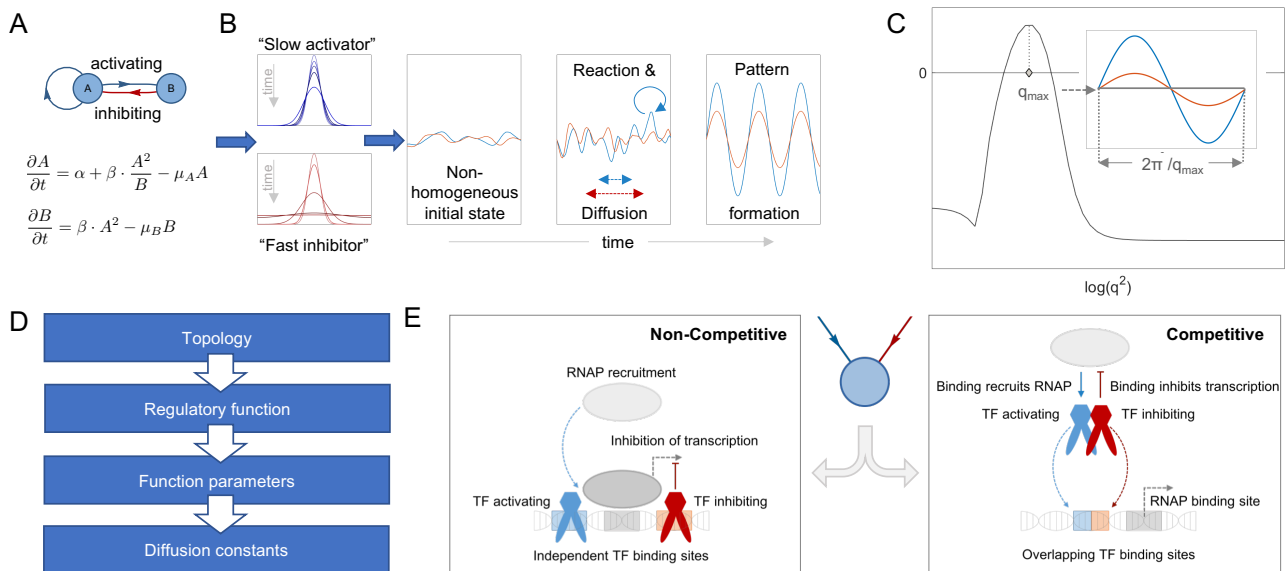 A
activating
A
B
inhibiting
∂A/∂t = α + β · A²/B − μ_A A
∂B/∂t = β · A² − μ_B B
B
“Slow activator”
time
time
“Fast inhibitor”
Non-
homogeneous
initial state
Reaction &
Diffusion
Pattern
formation
time
C
0
q_max
2π /q_max
log(q²)
D
Topology
Regulatory function
Function parameters
Diffusion constants
E
Non-Competitive
RNAP recruitment
Inhibition of transcription
TF activating
TF inhibiting
Independent TF binding sites
Competitive
Binding recruits RNAP
Binding inhibits transcription
TF activating
TF inhibiting
RNAP binding site
Overlapping TF binding sites